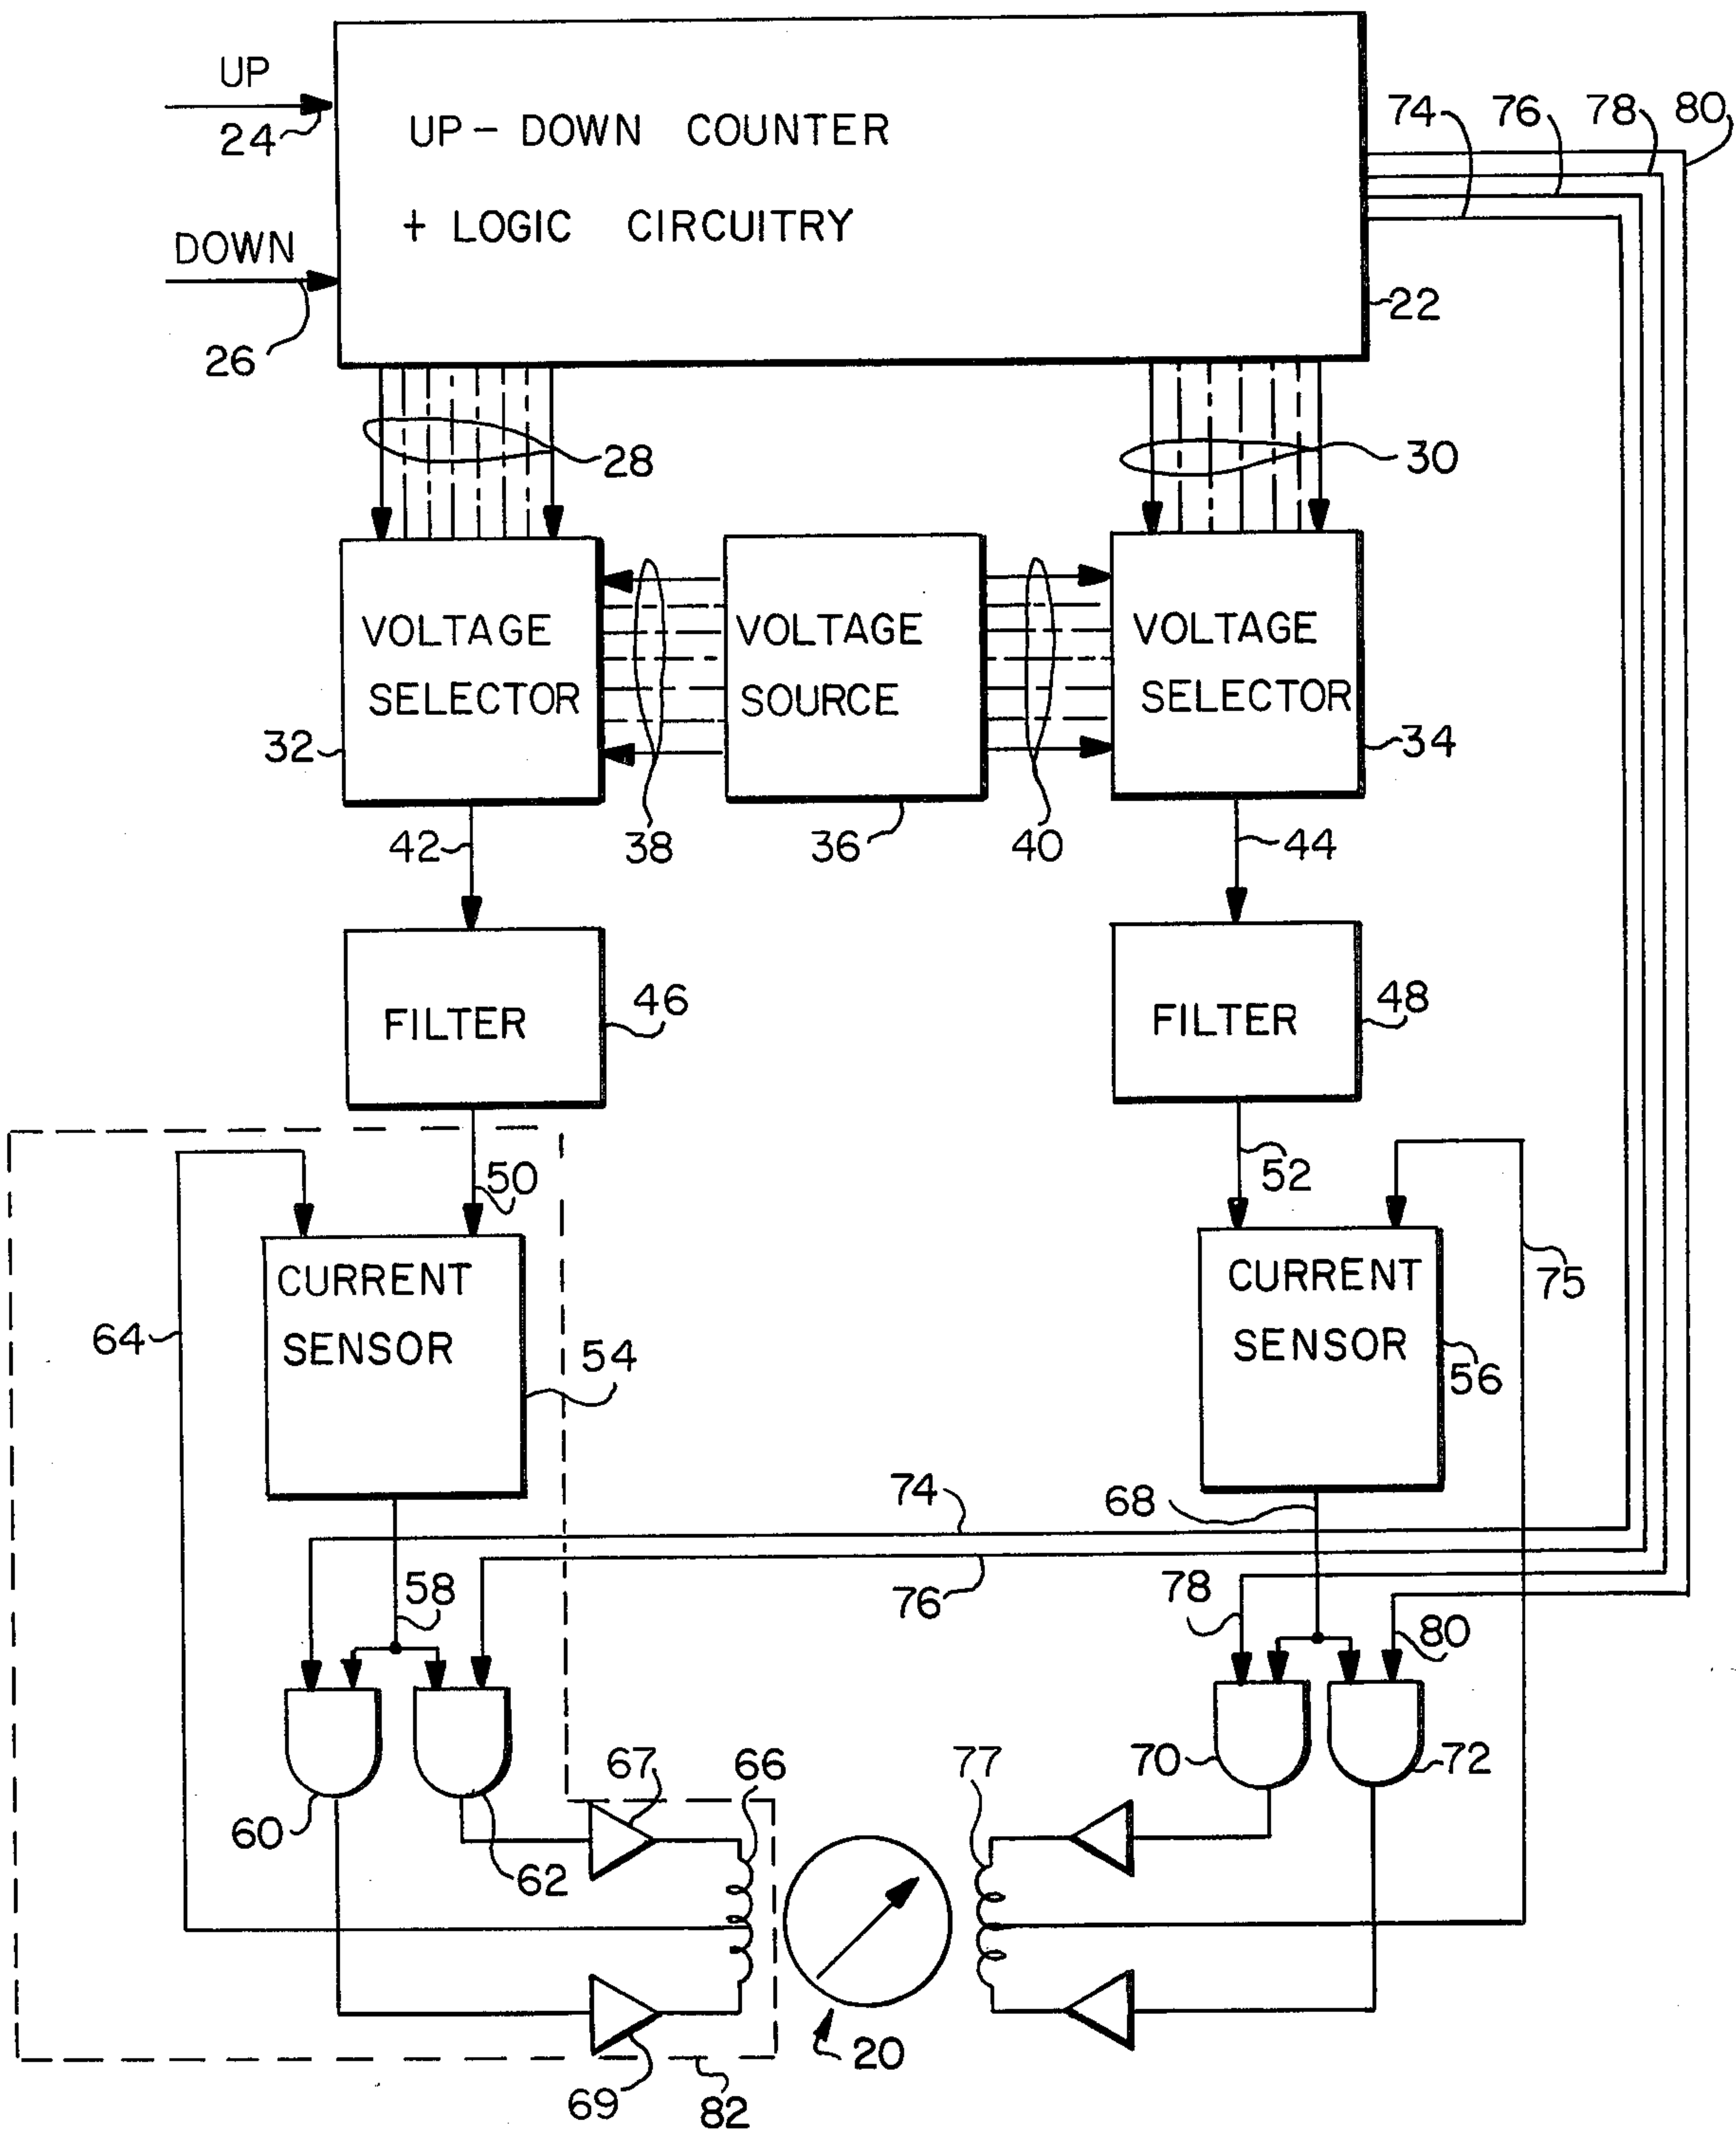 UP
24
DOWN
26
UP-DOWN COUNTER
+ LOGIC CIRCUITRY
74
76
78
80
22
28
30
VOLTAGE
SELECTOR
32
VOLTAGE
SOURCE
VOLTAGE
SELECTOR
34
42
38
36
40
44
FILTER
46
FILTER
48
50
52
CURRENT
SENSOR
64
54
CURRENT
SENSOR
75
56
74
68
58
76
78
80
60
62
67
66
77
70
72
69
82
20